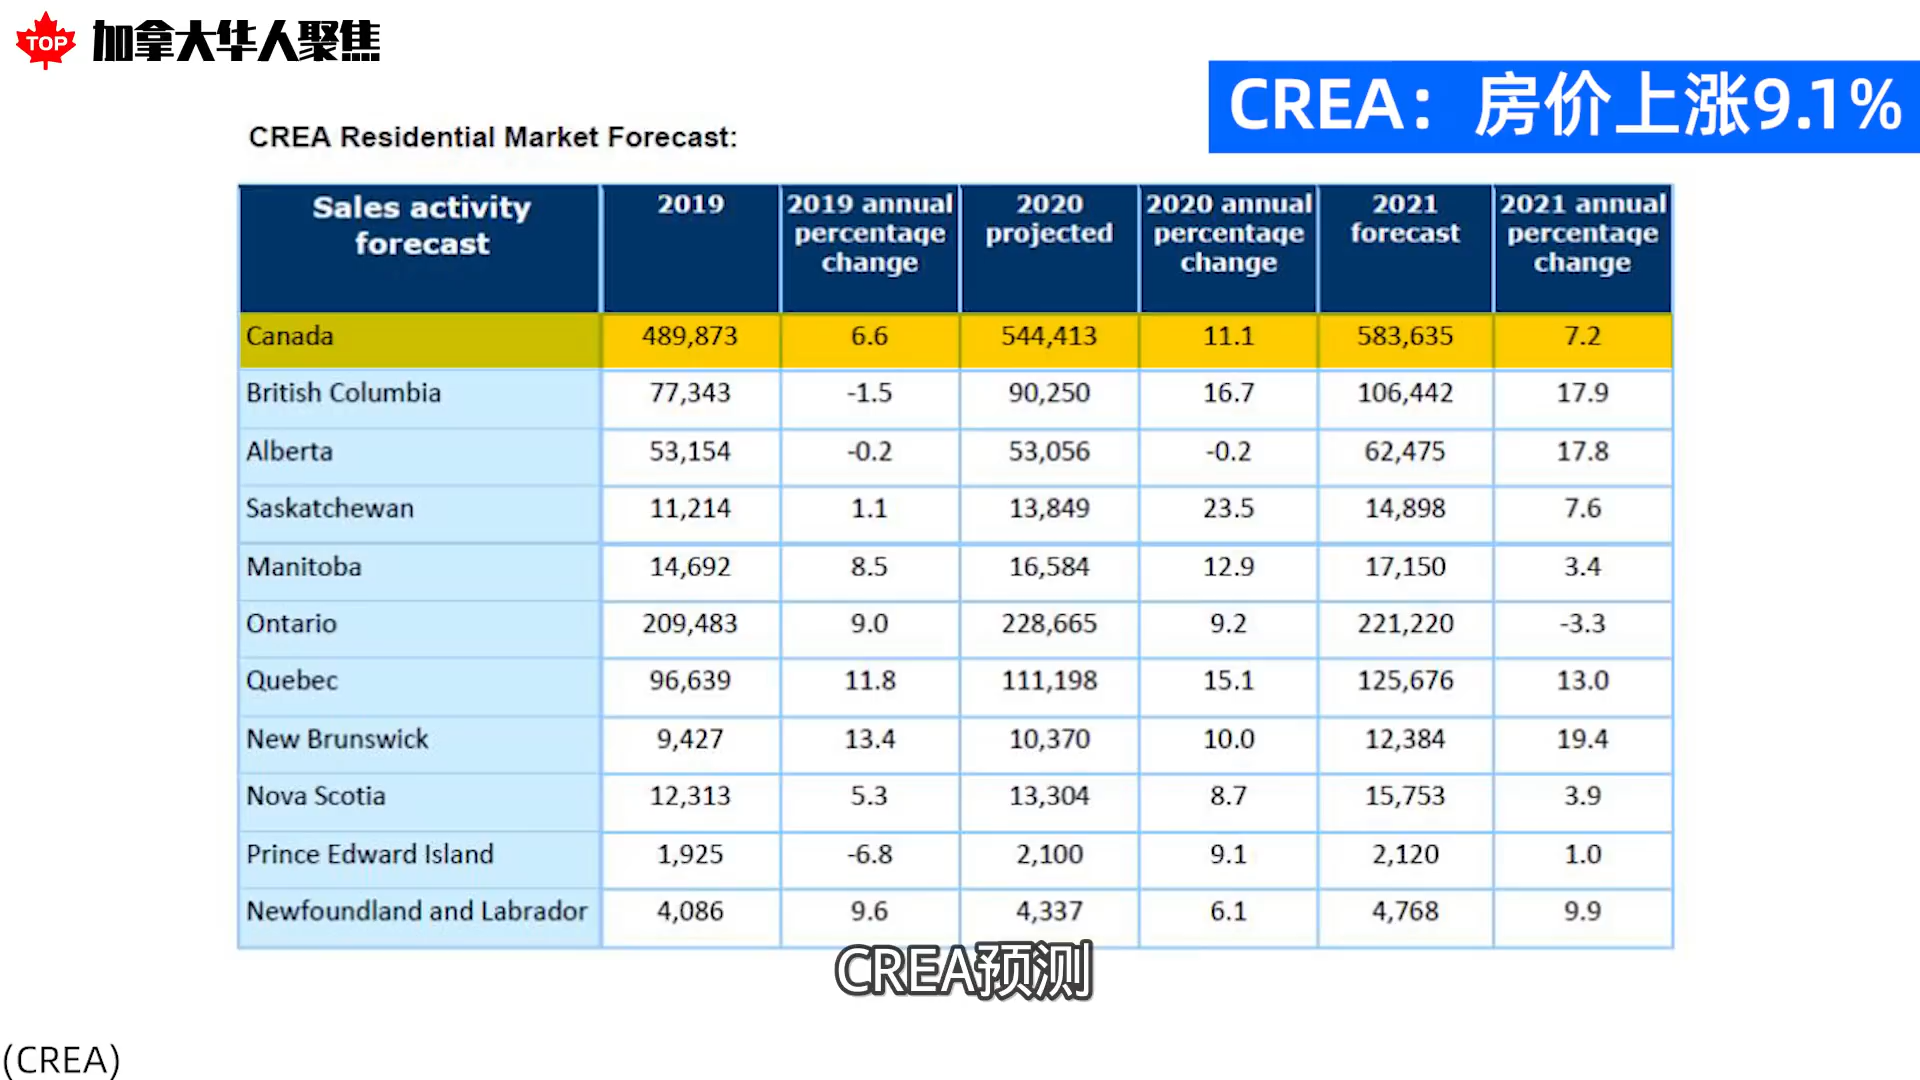 TOP 加拿大华人聚焦
CREA：房价上涨9.1%
CREA Residential Market Forecast:
Sales activity forecast 2019 2019 annual percentage change 2020 projected 2020 annual percentage change 2021 forecast 2021 annual percentage change
Canada 489,873 6.6 544,413 11.1 583,635 7.2
British Columbia 77,343 -1.5 90,250 16.7 106,442 17.9
Alberta 53,154 -0.2 53,056 -0.2 62,475 17.8
Saskatchewan 11,214 1.1 13,849 23.5 14,898 7.6
Manitoba 14,692 8.5 16,584 12.9 17,150 3.4
Ontario 209,483 9.0 228,665 9.2 221,220 -3.3
Quebec 96,639 11.8 111,198 15.1 125,676 13.0
New Brunswick 9,427 13.4 10,370 10.0 12,384 19.4
Nova Scotia 12,313 5.3 13,304 8.7 15,753 3.9
Prince Edward Island 1,925 -6.8 2,100 9.1 2,120 1.0
Newfoundland and Labrador 4,086 9.6 4,337 6.1 4,768 9.9
CREA预测
(CREA)